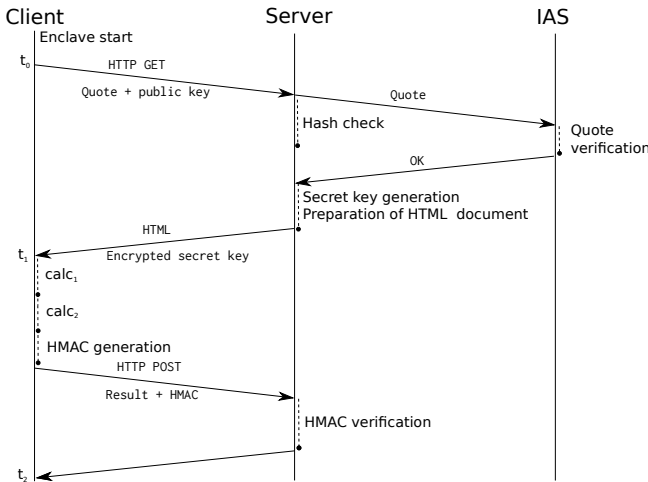 Client
Server
IAS
Enclave start
t₀
HTTP GET
Quote + public key
Quote
Hash check
Quote
verification
OK
Secret key generation
Preparation of HTML document
HTML
t₁
Encrypted secret key
calc₁
calc₂
HMAC generation
HTTP POST
Result + HMAC
HMAC verification
t₂